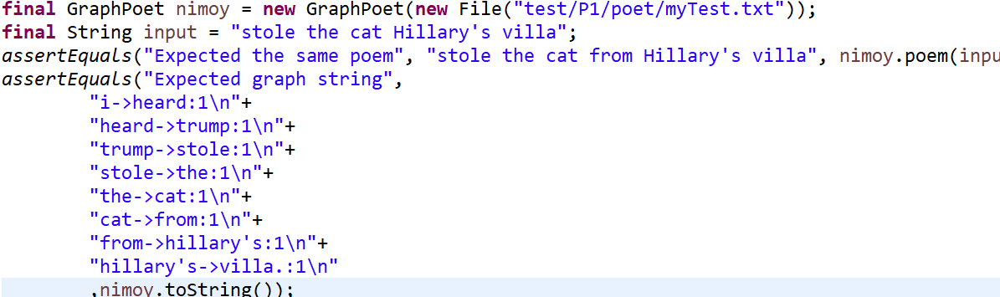 final GraphPoet nimoy = new GraphPoet(new File("test/P1/poet/myTest.txt"));
final String input = "stole the cat Hillary's villa";
assertEquals("Expected the same poem", "stole the cat from Hillary's villa", nimoy.poem(inpu
assertEquals("Expected graph string",
"i->heard:1\n"+
"heard->trump:1\n"+
"trump->stole:1\n"+
"stole->the:1\n"+
"the->cat:1\n"+
"cat->from:1\n"+
"from->hillary's:1\n"+
"hillary's->villa.:1\n"
,nimoy.toString());